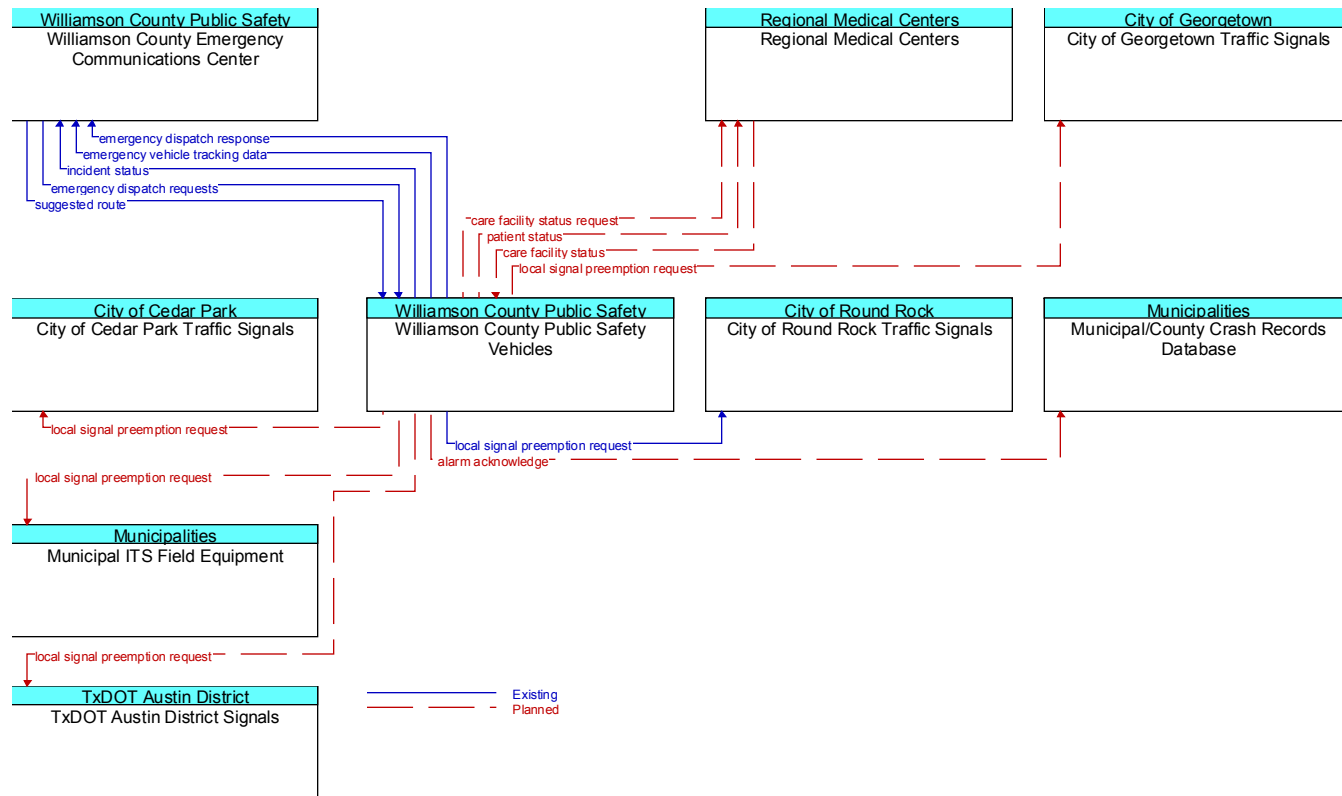 Williamson County Public Safety
Williamson County Emergency
Communications Center
Regional Medical Centers
Regional Medical Centers
City of Georgetown
City of Georgetown Traffic Signals
emergency dispatch response
emergency vehicle tracking data
incident status
emergency dispatch requests
suggested route
care facility status request
patient status
care facility status
local signal preemption request
City of Cedar Park
City of Cedar Park Traffic Signals
Williamson County Public Safety
Williamson County Public Safety
Vehicles
City of Round Rock
City of Round Rock Traffic Signals
Municipalities
Municipal/County Crash Records
Database
local signal preemption request
local signal preemption request
alarm acknowledge
local signal preemption request
Municipalities
Municipal ITS Field Equipment
local signal preemption request
TxDOT Austin District
TxDOT Austin District Signals
Existing
Planned